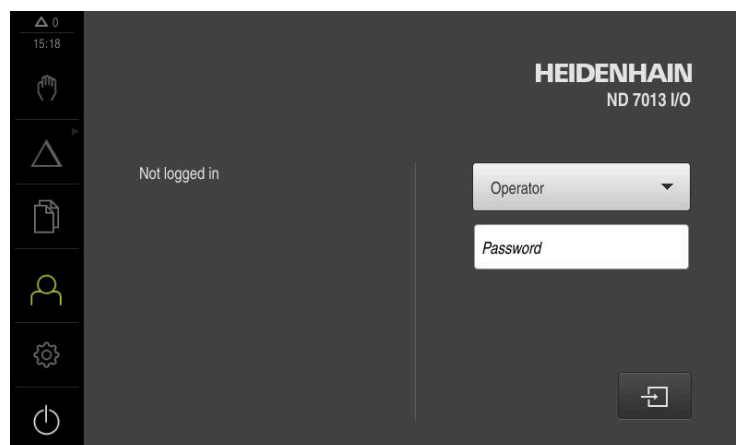 0
15:18
HEIDENHAIN
ND 7013 I/O
Not logged in
Operator
Password